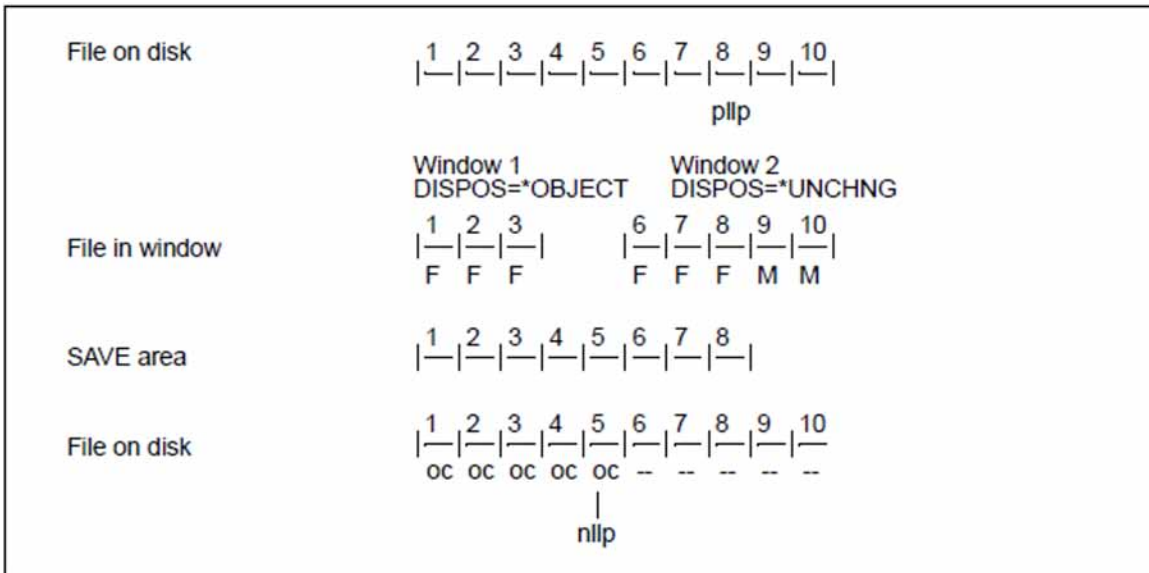 File on disk
1 2 3 4 5 6 7 8 9 10
pllp
Window 1 Window 2
DISPOS=*OBJECT DISPOS=*UNCHNG
File in window
1 2 3 6 7 8 9 10
F F F F F F M M
SAVE area
1 2 3 4 5 6 7 8
File on disk
1 2 3 4 5 6 7 8 9 10
oc oc oc oc oc -- -- -- -- --
nllp